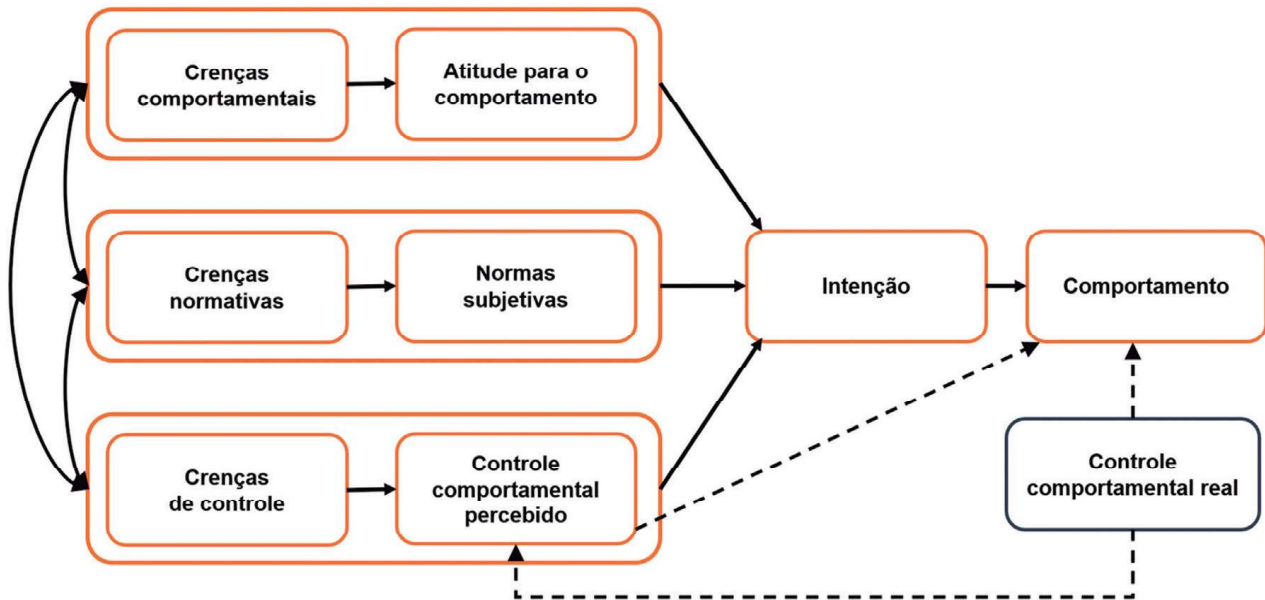 Crenças
comportamentais
Atitude para o
comportamento
Crenças
normativas
Normas
subjetivas
Intenção
Comportamento
Crenças
de controle
Controle
comportamental
percebido
Controle
comportamental real